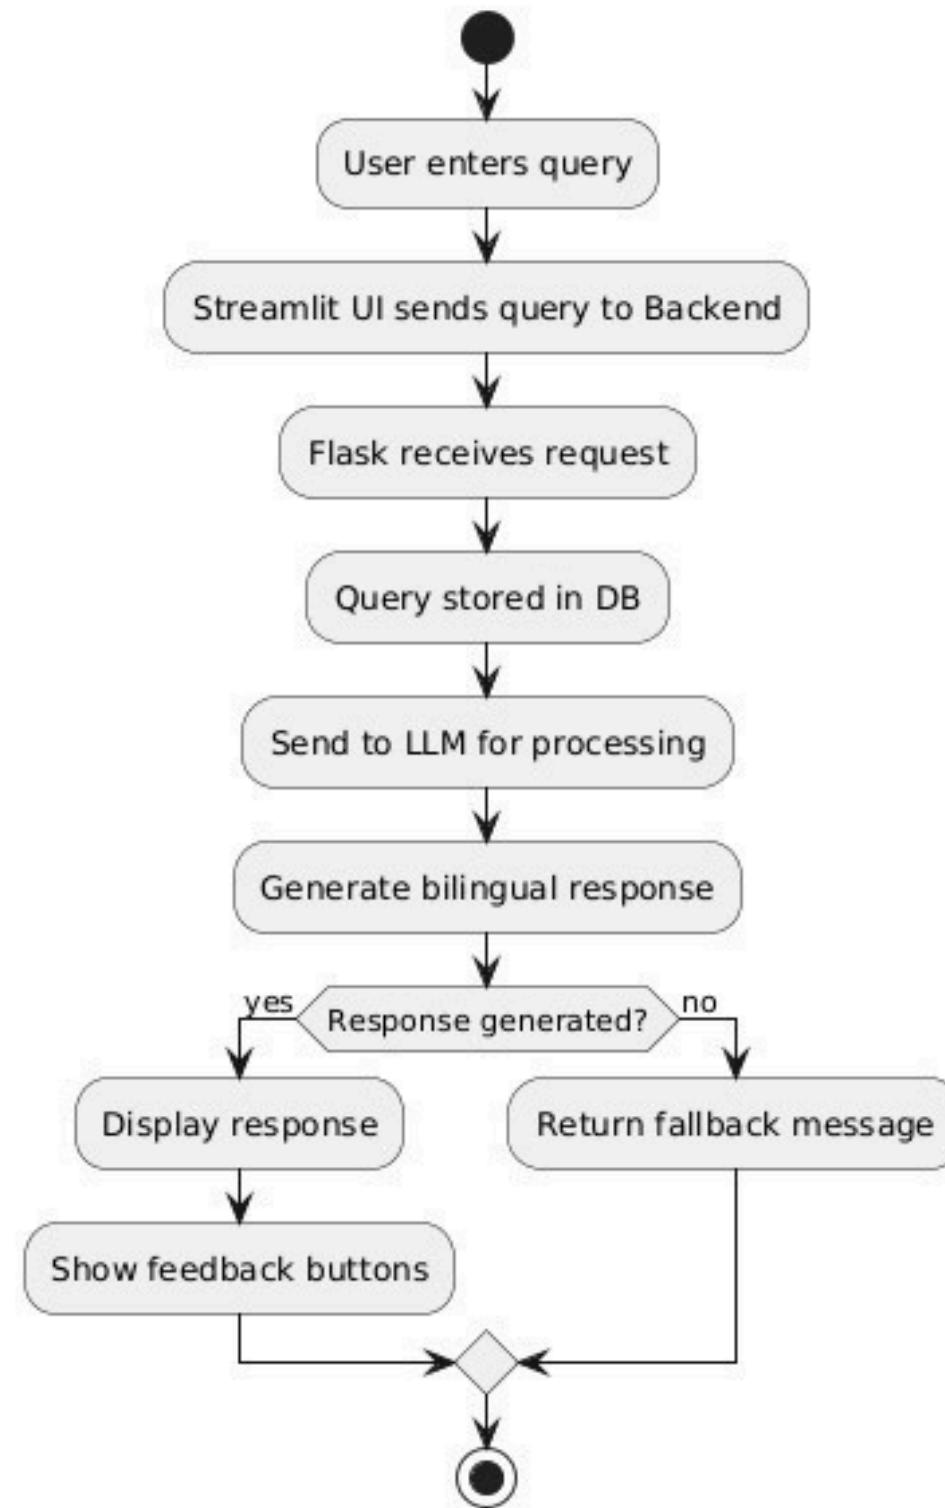 User enters query
Streamlit UI sends query to Backend
Flask receives request
Query stored in DB
Send to LLM for processing
Generate bilingual response
yes
Response generated?
no
Display response
Return fallback message
Show feedback buttons